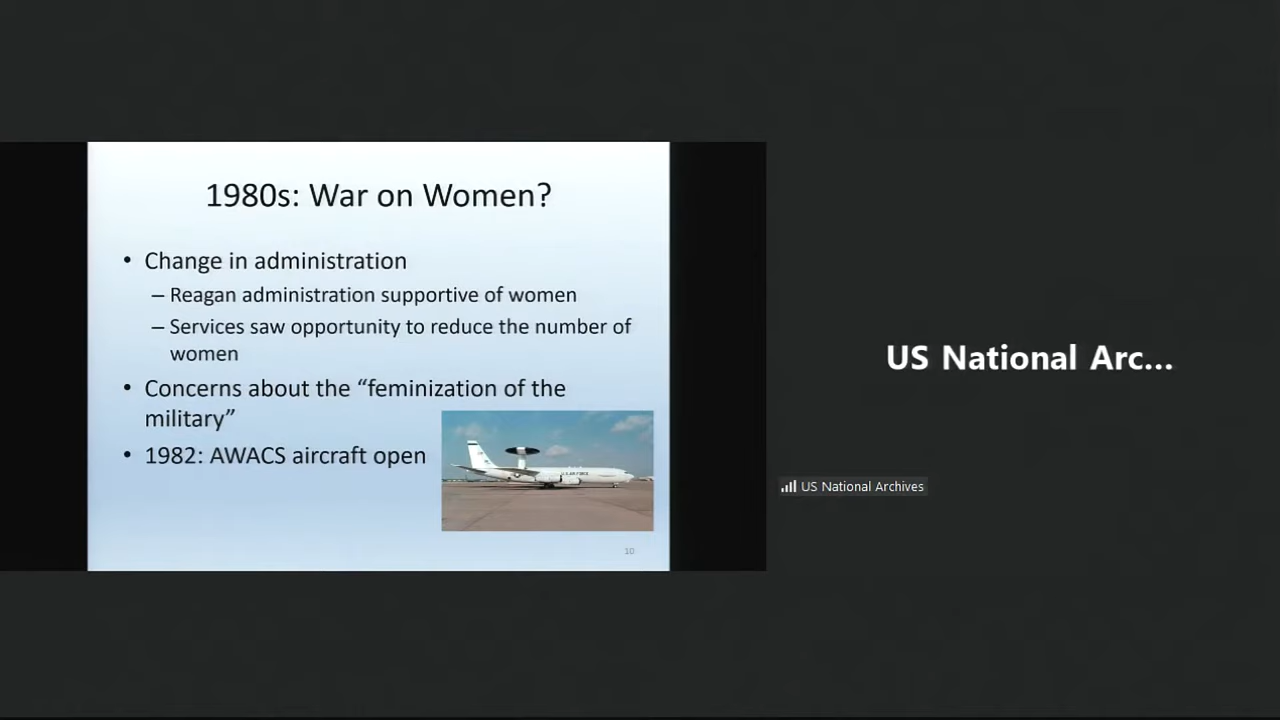 1980s: War on Women?
• Change in administration
– Reagan administration supportive of women
– Services saw opportunity to reduce the number of
women
• Concerns about the “feminization of the
military”
• 1982: AWACS aircraft open
U.S. AIR FORCE
10
US National Arc...
US National Archives